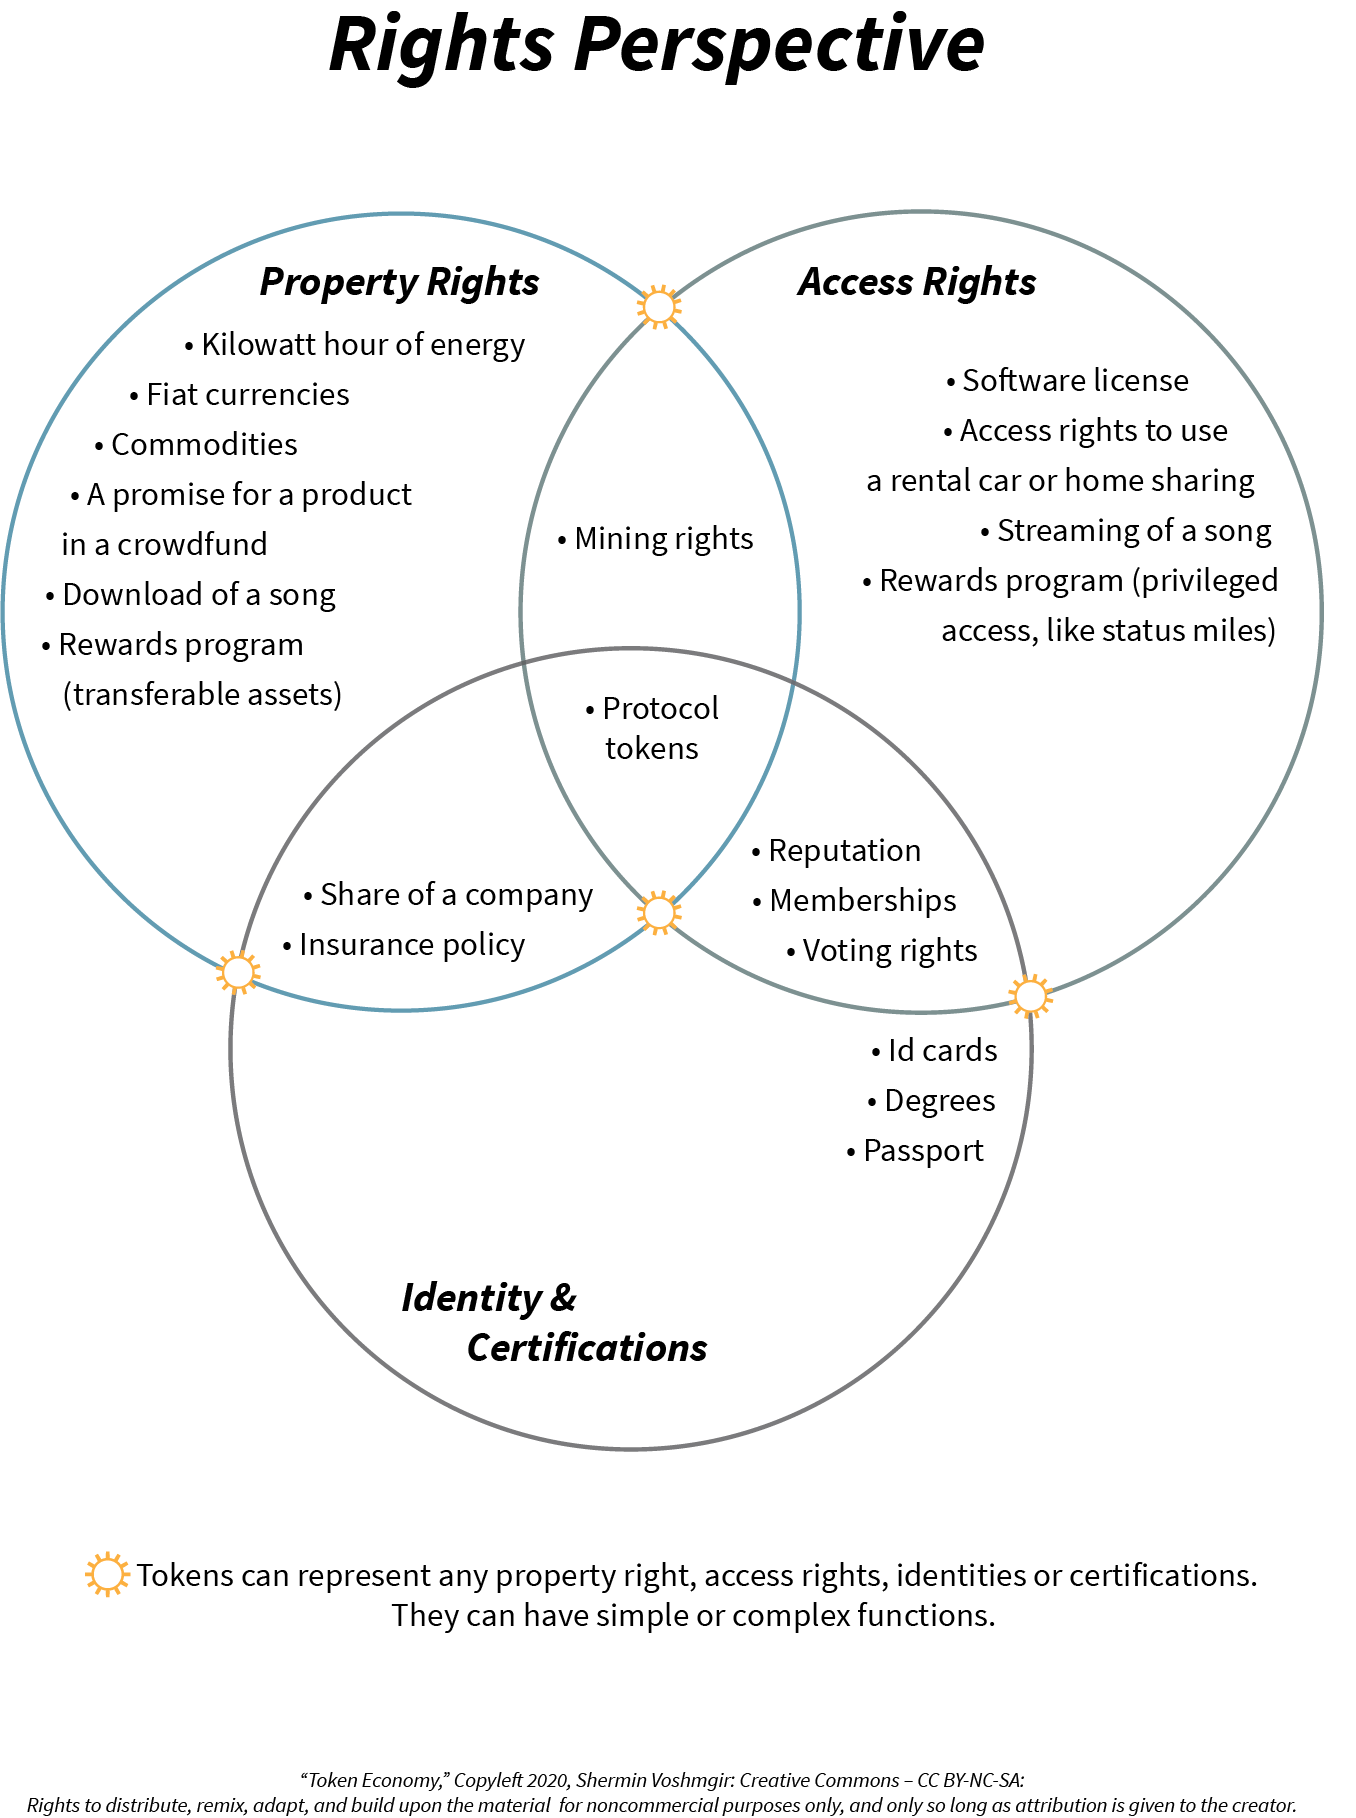 Rights Perspective
Property Rights
• Kilowatt hour of energy
• Fiat currencies
• Commodities
• A promise for a product
in a crowdfund
• Download of a song
• Rewards program
(transferable assets)
Access Rights
• Software license
• Access rights to use
a rental car or home sharing
• Streaming of a song
• Rewards program (privileged
access, like status miles)
• Mining rights
• Protocol
tokens
• Share of a company
• Insurance policy
• Reputation
• Memberships
• Voting rights
• Id cards
• Degrees
• Passport
Identity &
Certifications
Tokens can represent any property right, access rights, identities or certifications.
They can have simple or complex functions.
“Token Economy,” Copyleft 2020, Shermin Voshmgir: Creative Commons – CC BY-NC-SA:
Rights to distribute, remix, adapt, and build upon the material for noncommercial purposes only, and only so long as attribution is given to the creator.